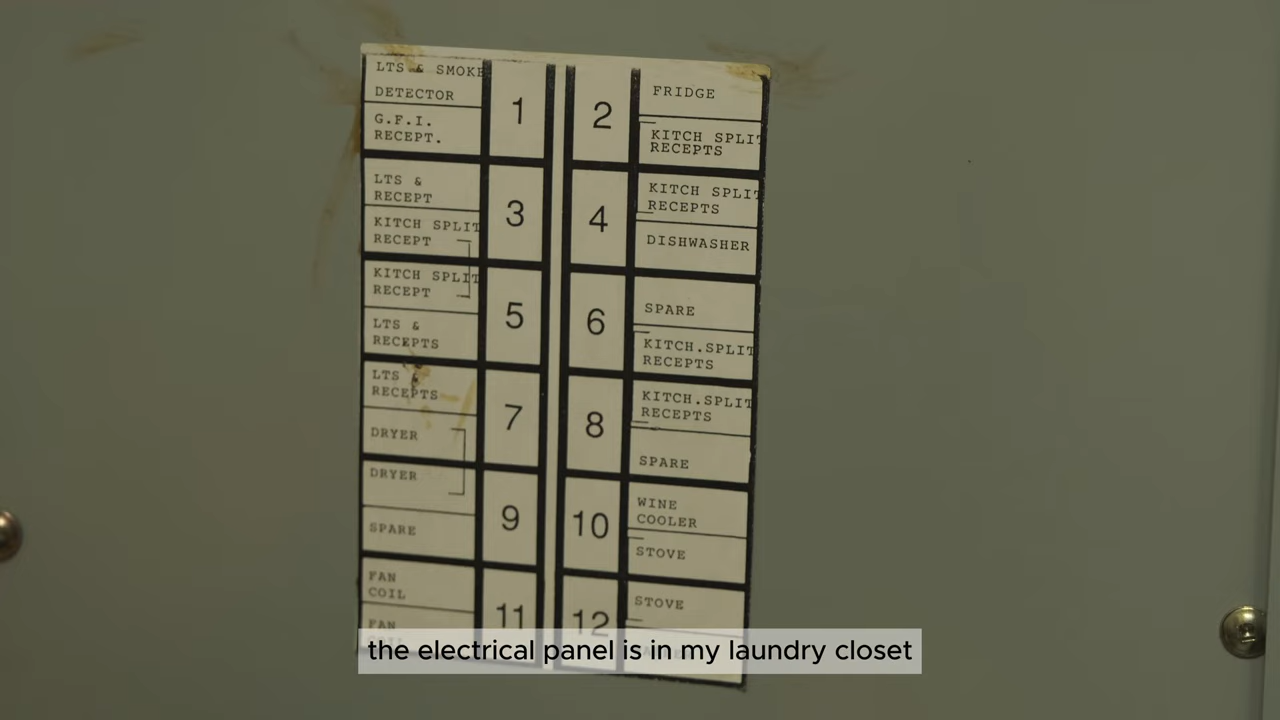 LTS & SMOKE
DETECTOR
G.F.I.
RECEPT.
1
2
FRIDGE
KITCH SPLIT
RECEPTS
LTS &
RECEPT
KITCH SPLIT
RECEPT
3
4
KITCH SPLIT
RECEPTS
DISHWASHER
KITCH SPLIT
RECEPT
LTS &
RECEPTS
5
6
SPARE
KITCH.SPLIT
RECEPTS
LTS &
RECEPTS
DRYER
7
8
KITCH.SPLIT
RECEPTS
SPARE
DRYER
SPARE
9
10
WINE
COOLER
STOVE
FAN
COIL
FAN
11
12
STOVE
the electrical panel is in my laundry closet